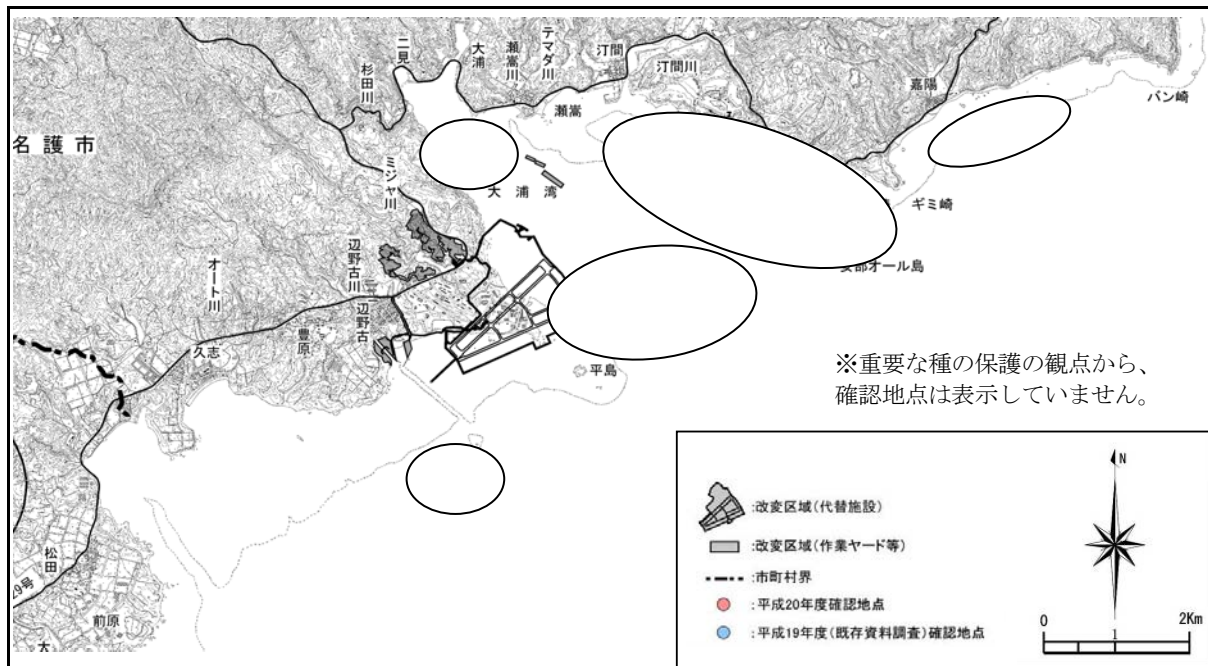 名護市
杉田川
二見
大浦
瀬嵩川
テマダ川
汀間
汀間川
瀬嵩
嘉陽
バン崎
ギミ崎
安部オール島
大浦湾
ミジャ川
辺野古川
辺野古
オート川
久志
豊原
平島
松田
前原
29号
大
※重要な種の保護の観点から、
確認地点は表示していません。
:改変区域(代替施設)
:改変区域(作業ヤード等)
:市町村界
:平成20年度確認地点
:平成19年度(既存資料調査)確認地点
N
0 1 2Km